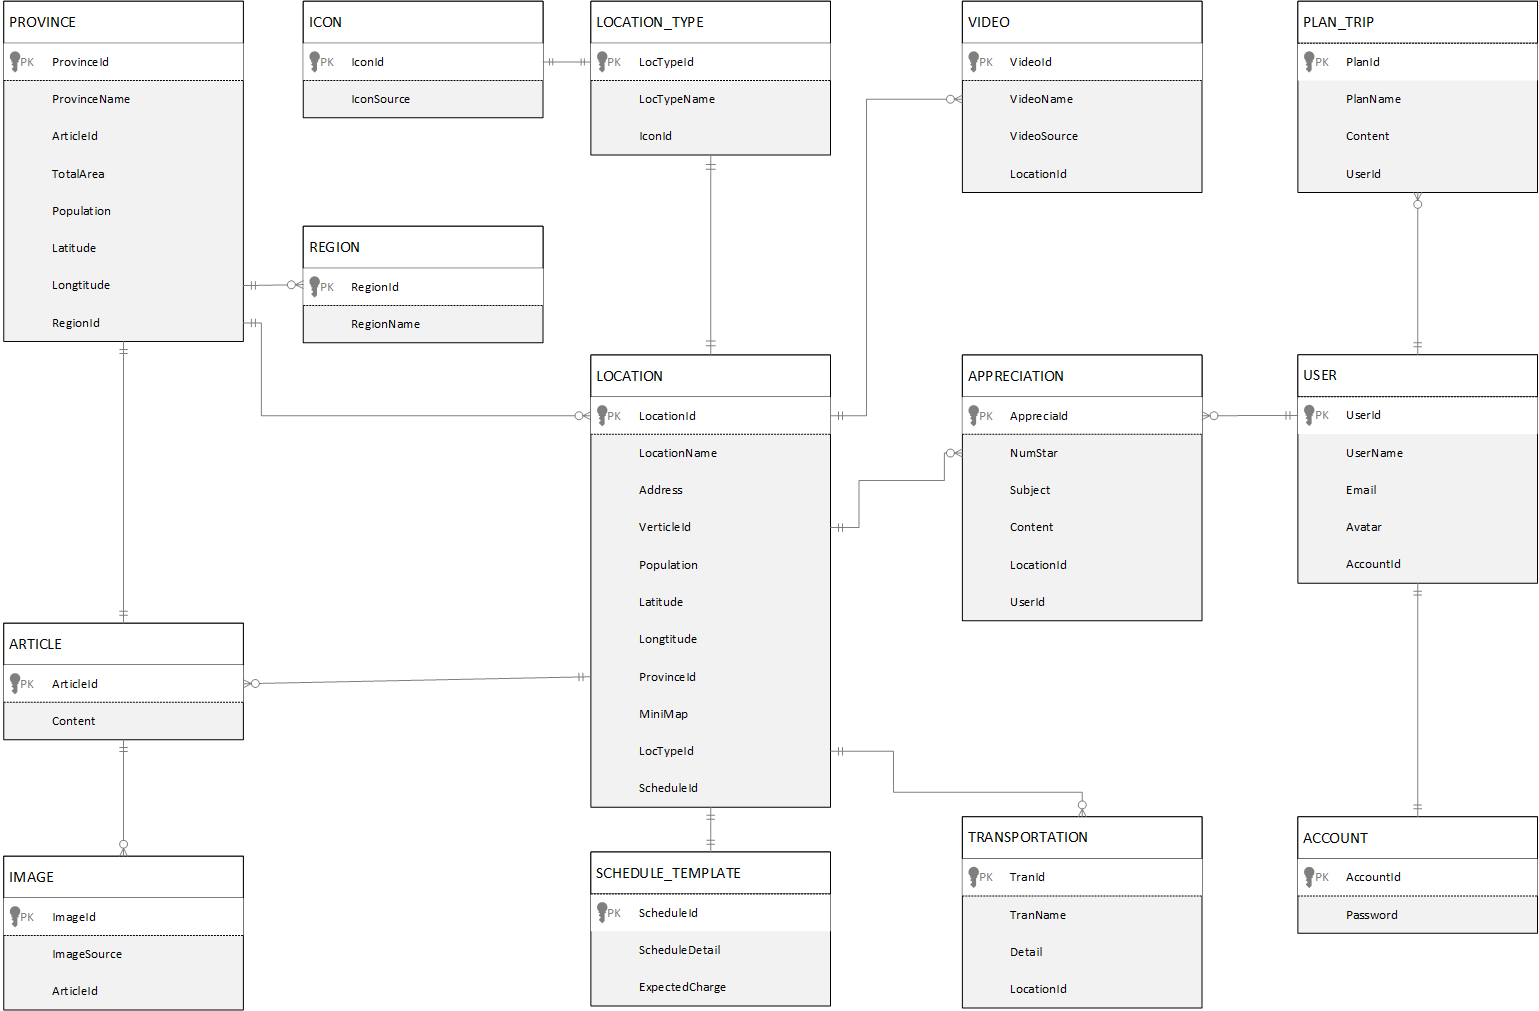 PROVINCE
PK ProvinceId
ProvinceName
ArticleId
TotalArea
Population
Latitude
Longtitude
RegionId
ICON
PK IconId
IconSource
LOCATION_TYPE
PK LocTypeId
LocTypeName
IconId
VIDEO
PK VideoId
VideoName
VideoSource
LocationId
PLAN_TRIP
PK PlanId
PlanName
Content
UserId
REGION
PK RegionId
RegionName
LOCATION
PK LocationId
LocationName
Address
VerticleId
Population
Latitude
Longtitude
ProvinceId
MiniMap
LocTypeId
ScheduleId
APPRECIATION
PK AppreciaId
NumStar
Subject
Content
LocationId
UserId
USER
PK UserId
UserName
Email
Avatar
AccountId
ARTICLE
PK ArticleId
Content
IMAGE
PK ImageId
ImageSource
ArticleId
SCHEDULE_TEMPLATE
PK ScheduleId
ScheduleDetail
ExpectedCharge
TRANSPORTATION
PK TranId
TranName
Detail
LocationId
ACCOUNT
PK AccountId
Password